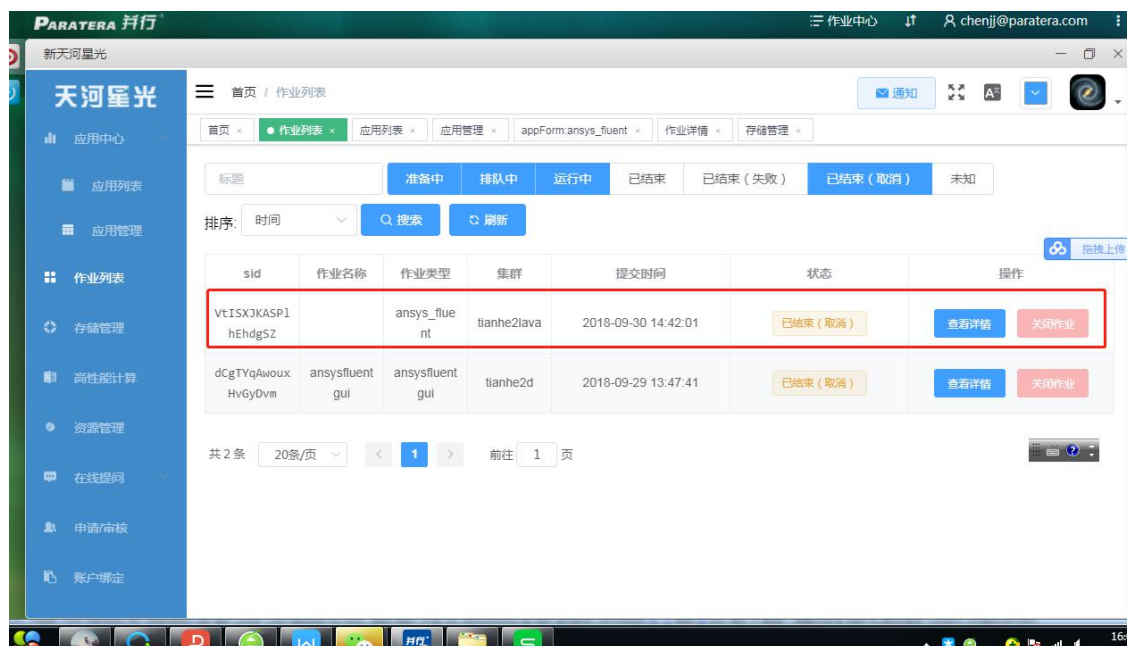 PARATERA 并行
作业中心
chenjj@paratera.com
新天河星光
天河星光
首页 / 作业列表
通知
首页 × 作业列表 × 应用列表 × 应用管理 × appForm:ansys_fluent × 作业详情 × 存储管理 ×
应用中心
应用列表
应用管理
作业列表
存储管理
高性能计算
资源管理
在线提问
申请/审核
账户绑定
标题 准备中 排队中 运行中 已结束 已结束（失败） 已结束（取消） 未知
排序: 时间 搜索 刷新
拖拽上传
sid 作业名称 作业类型 集群 提交时间 状态 操作
VtISXJKASPl ansys_flue
hEhdgSZ nt tianhe2lava 2018-09-30 14:42:01 已结束（取消） 查看详情 关闭作业
dCgTYqAwoux ansysfluent ansysfluent
HvGyDvm gui gui tianhe2d 2018-09-29 13:47:41 已结束（取消） 查看详情 关闭作业
共 2 条 20条/页 < 1 > 前往 1 页
并行